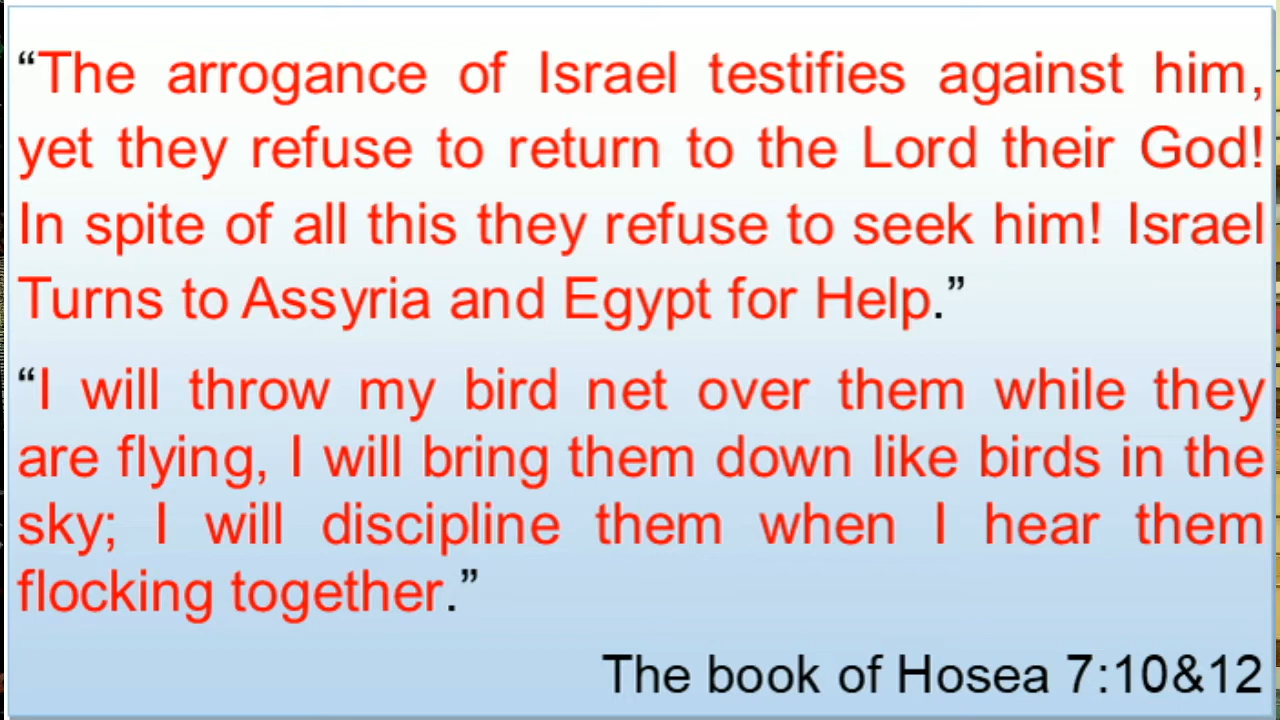 “The arrogance of Israel testifies against him,
yet they refuse to return to the Lord their God!
In spite of all this they refuse to seek him! Israel
Turns to Assyria and Egypt for Help.”
“I will throw my bird net over them while they
are flying, I will bring them down like birds in the
sky; I will discipline them when I hear them
flocking together.”
The book of Hosea 7:10&12